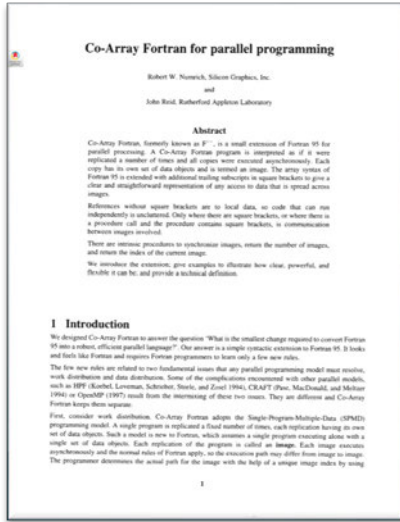 Co-Array Fortran for parallel programming
Robert W. Numrich, Silicon Graphics, Inc.
and
John Reid, Rutherford Appleton Laboratory
Abstract
Co-Array Fortran, formerly known as F⁻⁻, is a small extension of Fortran 95 for
parallel processing. A Co-Array Fortran program is interpreted as if it were
replicated a number of times and all copies were executed asynchronously. Each
copy has its own set of data objects and is termed an image. The array syntax of
Fortran 95 is extended with additional trailing subscripts in square brackets to give a
clear and straightforward representation of any access to data that is spread across
images.
References without square brackets are to local data, so code that can run
independently is uncluttered. Only where there are square brackets, or where there is
a procedure call and the procedure contains square brackets, is communication
between images involved.
There are intrinsic procedures to synchronize images, return the number of images,
and return the index of the current image.
We introduce the extension; give examples to illustrate how clear, powerful, and
flexible it can be; and provide a technical definition.
1 Introduction
We designed Co-Array Fortran to answer the question "What is the smallest change required to convert Fortran
95 into a robust, efficient parallel language?". Our answer is a simple syntactic extension to Fortran 95. It looks
and feels like Fortran and requires Fortran programmers to learn only a few new rules.
The few new rules are related to two fundamental issues that any parallel programming model must resolve,
work distribution and data distribution. Some of the complications encountered with other parallel models,
such as HPF (Koebel, Loveman, Schreiber, Steele, and Zosel 1994), CRAFT (Pase, MacDonald, and Meltzer
1994) or OpenMP (1997) result from the intermixing of these two issues. They are different and Co-Array
Fortran keeps them separate.
First, consider work distribution. Co-Array Fortran adopts the Single-Program-Multiple-Data (SPMD)
programming model. A single program is replicated a fixed number of times, each replication having its own
set of data objects. Such a model is new to Fortran, which assumes a single program executing alone with a
single set of data objects. Each replication of the program is called an image. Each image executes
asynchronously and the normal rules of Fortran apply, so the execution path may differ from image to image.
The programmer determines the actual path for the image with the help of a unique image index by using
1